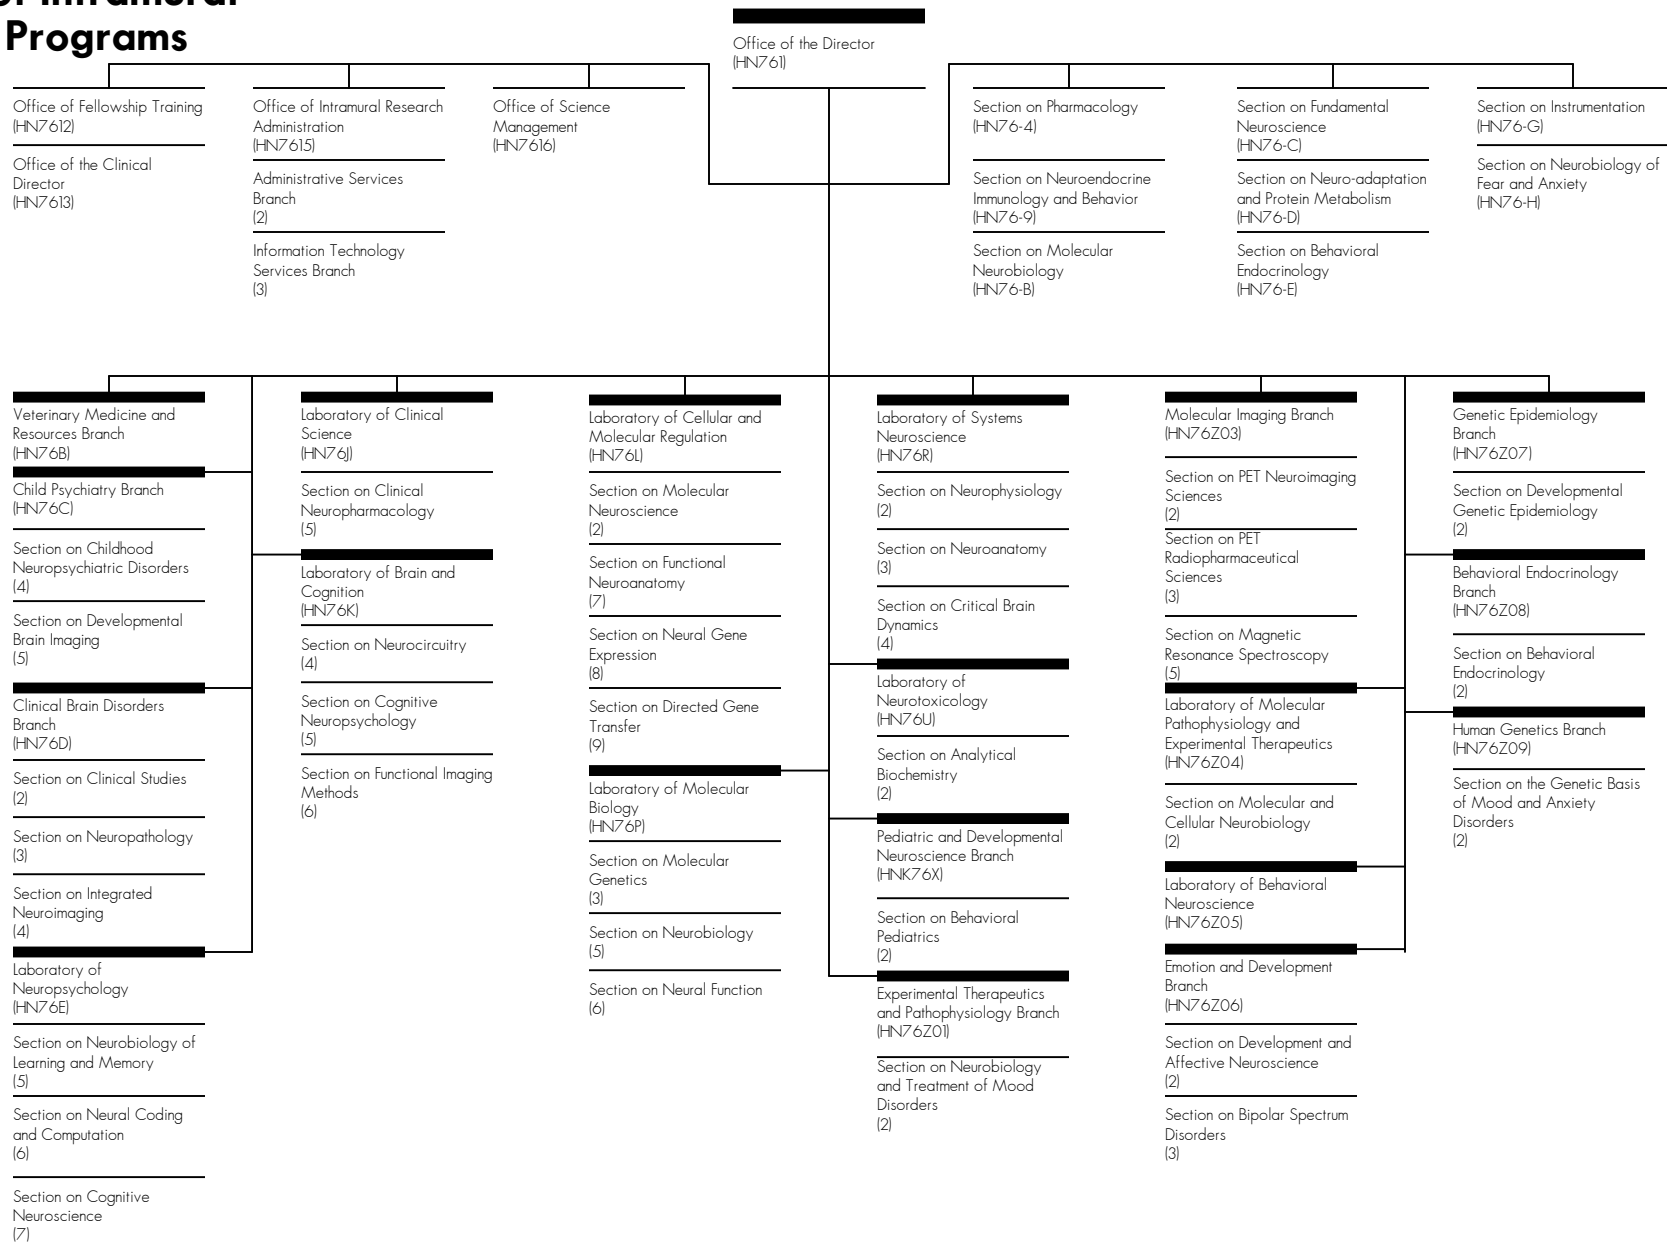 of Intramural
Programs
Office of the Director
(HN761)
Office of Fellowship Training
(HN7612)
Office of the Clinical
Director
(HN7613)
Office of Intramural Research
Administration
(HN7615)
Administrative Services
Branch
(2)
Information Technology
Services Branch
(3)
Office of Science
Management
(HN7616)
Section on Pharmacology
(HN76-4)
Section on Neuroendocrine
Immunology and Behavior
(HN76-9)
Section on Molecular
Neurobiology
(HN76-B)
Section on Fundamental
Neuroscience
(HN76-C)
Section on Neuro-adaptation
and Protein Metabolism
(HN76-D)
Section on Behavioral
Endocrinology
(HN76-E)
Section on Instrumentation
(HN76-G)
Section on Neurobiology of
Fear and Anxiety
(HN76-H)
Veterinary Medicine and
Resources Branch
(HN76B)
Child Psychiatry Branch
(HN76C)
Section on Childhood
Neuropsychiatric Disorders
(4)
Section on Developmental
Brain Imaging
(5)
Clinical Brain Disorders
Branch
(HN76D)
Section on Clinical Studies
(2)
Section on Neuropathology
(3)
Section on Integrated
Neuroimaging
(4)
Laboratory of
Neuropsychology
(HN76E)
Section on Neurobiology of
Learning and Memory
(5)
Section on Neural Coding
and Computation
(6)
Section on Cognitive
Neuroscience
(7)
Laboratory of Clinical
Science
(HN76J)
Section on Clinical
Neuropharmacology
(5)
Laboratory of Brain and
Cognition
(HN76K)
Section on Neurocircuitry
(4)
Section on Cognitive
Neuropsychology
(5)
Section on Functional Imaging
Methods
(6)
Laboratory of Cellular and
Molecular Regulation
(HN76L)
Section on Molecular
Neuroscience
(2)
Section on Functional
Neuroanatomy
(7)
Section on Neural Gene
Expression
(8)
Section on Directed Gene
Transfer
(9)
Laboratory of Molecular
Biology
(HN76P)
Section on Molecular
Genetics
(3)
Section on Neurobiology
(5)
Section on Neural Function
(6)
Laboratory of Systems
Neuroscience
(HN76R)
Section on Neurophysiology
(2)
Section on Neuroanatomy
(3)
Section on Critical Brain
Dynamics
(4)
Laboratory of
Neurotoxicology
(HN76U)
Section on Analytical
Biochemistry
(2)
Pediatric and Developmental
Neuroscience Branch
(HNK76X)
Section on Behavioral
Pediatrics
(2)
Experimental Therapeutics
and Pathophysiology Branch
(HN76Z01)
Section on Neurobiology
and Treatment of Mood
Disorders
(2)
Molecular Imaging Branch
(HN76Z03)
Section on PET Neuroimaging
Sciences
(2)
Section on PET
Radiopharmaceutical
Sciences
(3)
Section on Magnetic
Resonance Spectroscopy
(5)
Laboratory of Molecular
Pathophysiology and
Experimental Therapeutics
(HN76Z04)
Section on Molecular and
Cellular Neurobiology
(2)
Laboratory of Behavioral
Neuroscience
(HN76Z05)
Emotion and Development
Branch
(HN76Z06)
Section on Development and
Affective Neuroscience
(2)
Section on Bipolar Spectrum
Disorders
(3)
Genetic Epidemiology
Branch
(HN76Z07)
Section on Developmental
Genetic Epidemiology
(2)
Behavioral Endocrinology
Branch
(HN76Z08)
Section on Behavioral
Endocrinology
(2)
Human Genetics Branch
(HN76Z09)
Section on the Genetic Basis
of Mood and Anxiety
Disorders
(2)